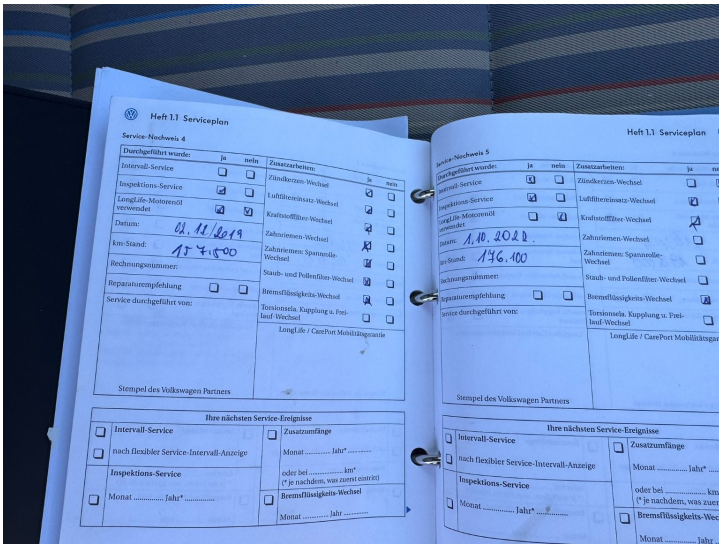 Heft 1.1 Serviceplan
Service-Nachweis 4
Durchgeführt wurde: ja nein
Intervall-Service
Inspektions-Service
LongLife-Motorenöl
verwendet
Datum: 02.12/2019
km-Stand: 157.500
Rechnungsnummer:
Reparaturempfehlung
Service durchgeführt von:
Stempel des Volkswagen Partners
Zusatzarbeiten: ja nein
Zündkerzen-Wechsel
Luftfiltereinsatz-Wechsel
Kraftstofffilter-Wechsel
Zahnriemen-Wechsel
Zahnriemen: Spannrolle-
Wechsel
Staub- und Pollenfilter-Wechsel
Bremsflüssigkeits-Wechsel
Torsionsela. Kupplung u. Frei-
lauf-Wechsel
LongLife / CarePort Mobilitätsgarantie
Ihre nächsten Service-Ereignisse
Intervall-Service
nach flexibler Service-Intervall-Anzeige
Inspektions-Service
Monat .............. Jahr* ..................
Zusatzumfänge
Monat ........... Jahr* ............
oder bei ................ km*
(* je nachdem, was zuerst eintritt)
Bremsflüssigkeits-Wechsel
Monat ........... Jahr ............
Heft 1.1 Serviceplan
Service-Nachweis 5
Durchgeführt wurde: ja nein
Intervall-Service
Inspektions-Service
LongLife-Motorenöl
verwendet
Datum: 1.10.2022.
km-Stand: 176.100
Rechnungsnummer:
Reparaturempfehlung
Service durchgeführt von:
Stempel des Volkswagen Partners
Zusatzarbeiten: ja
Zündkerzen-Wechsel
Luftfiltereinsatz-Wechsel
Kraftstofffilter-Wechsel
Zahnriemen-Wechsel
Zahnriemen: Spannrolle-
Wechsel
Staub- und Pollenfilter-Wechsel
Bremsflüssigkeits-Wechsel
Torsionsela. Kupplung u. Frei-
lauf-Wechsel
LongLife / CarePort
Ihre nächsten Service-Ereignisse
Intervall-Service
nach flexibler Service-Intervall-Anzeige
Inspektions-Service
Monat .............. Jahr* ..................
Zusatzumfänge
Monat ........... Jahr
oder bei
(* je nachdem, was
Monat ........... Jahr